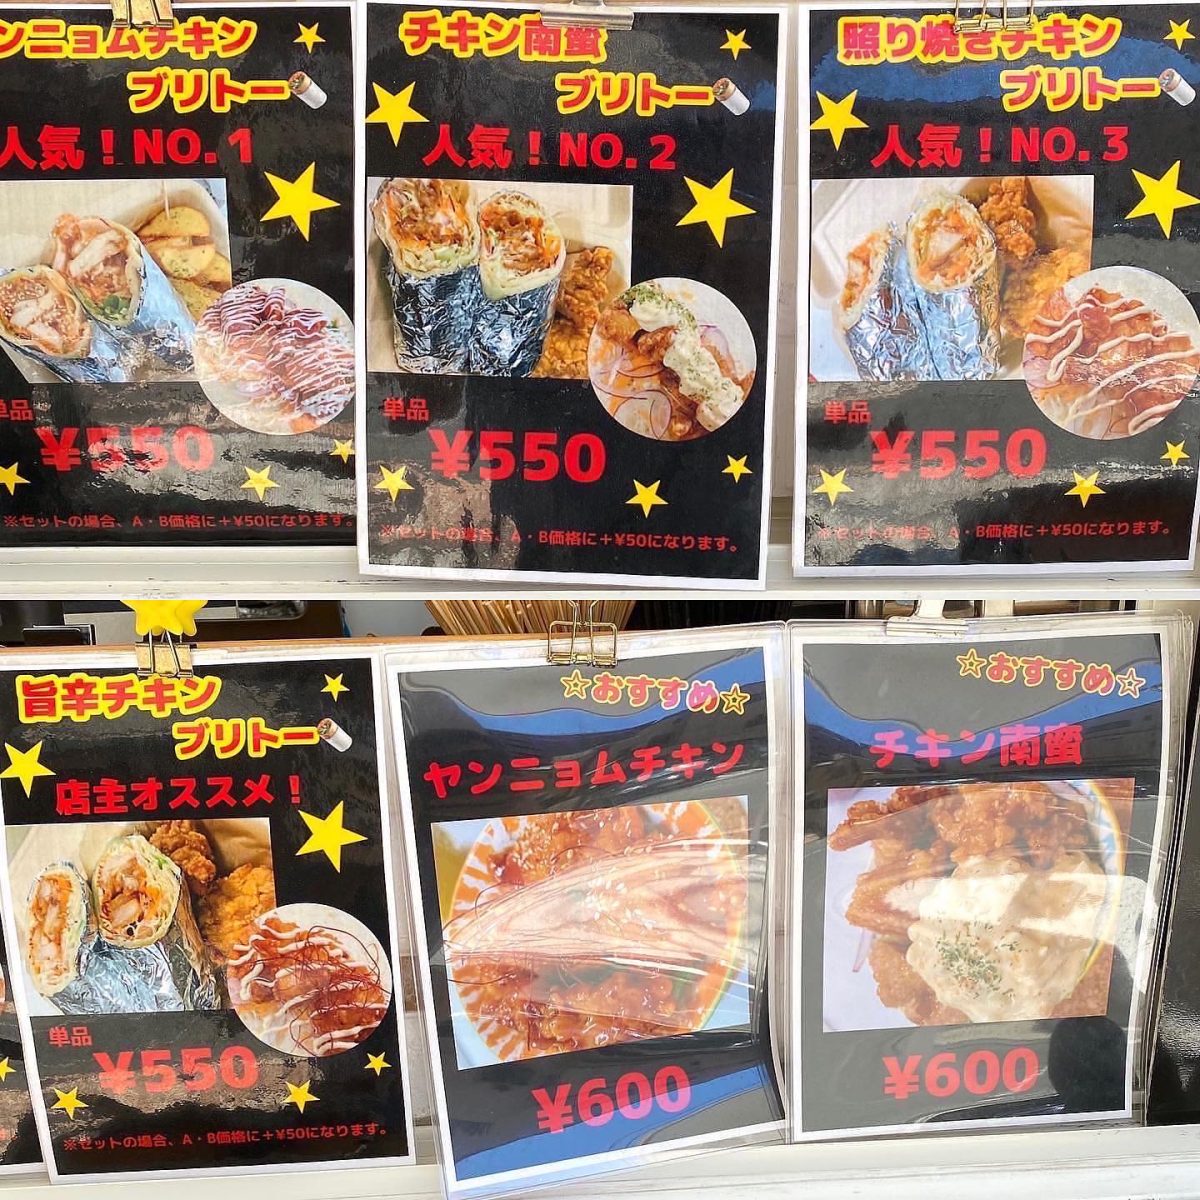 ンニョムチキン
ブリトー
人気！NO.1
単品
¥550
※セットの場合、A・B価格に＋¥50になります。
チキン南蛮
ブリトー
人気！NO.2
単品
¥550
※セットの場合、A・B価格に＋¥50になります。
照り焼きチキン
ブリトー
人気！NO.3
単品
¥550
※セットの場合、A・B価格に＋¥50になります。
旨辛チキン
ブリトー
店主オススメ！
単品
¥550
※セットの場合、A・B価格に＋¥50になります。
☆おすすめ☆
ヤンニョムチキン
¥600
☆おすすめ☆
チキン南蛮
¥600